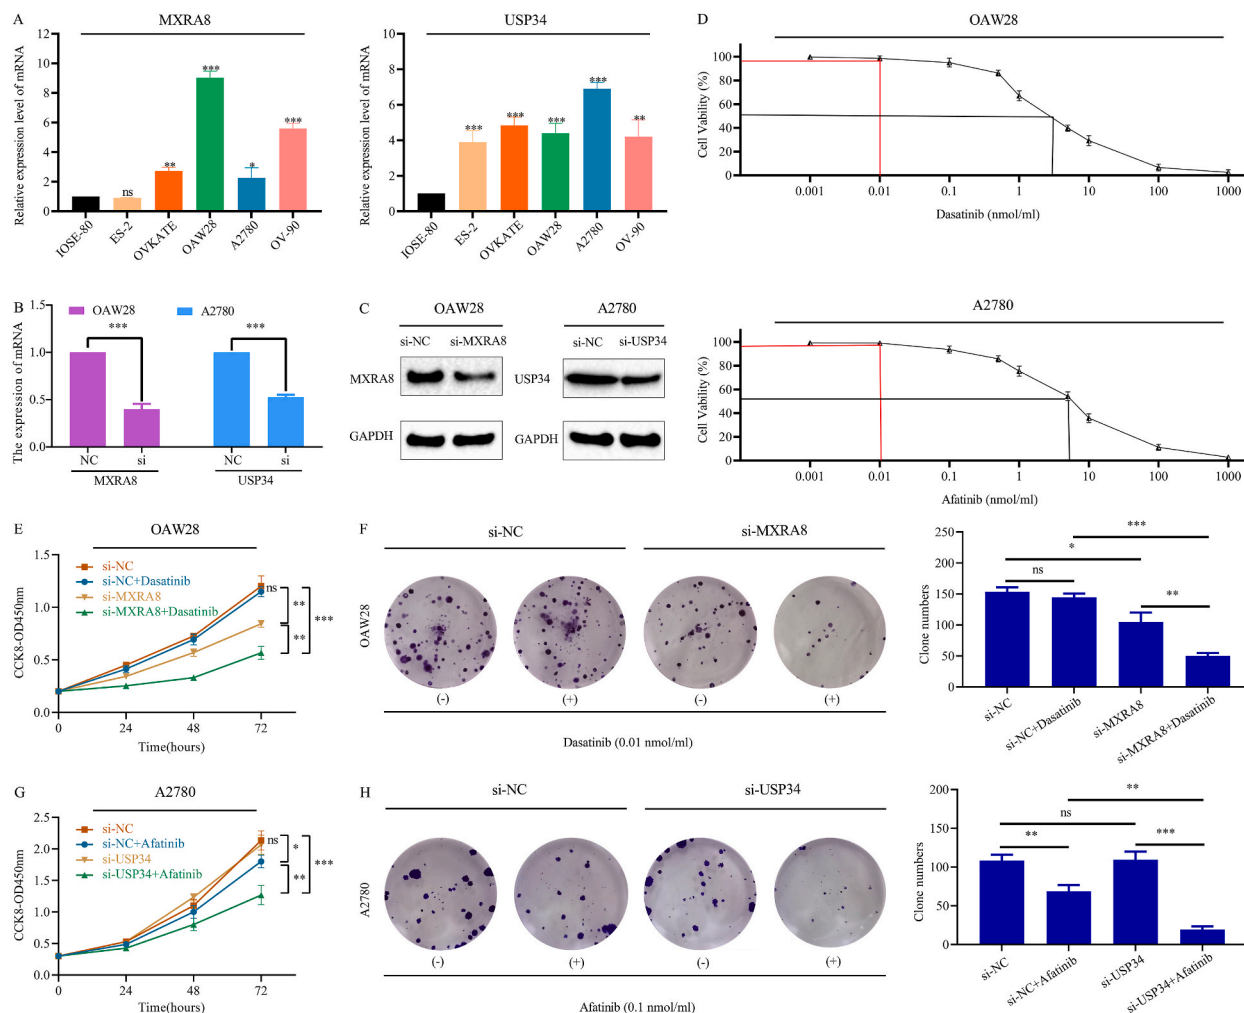 A
MXRA8
Relative expression level of mRNA
12
10
8
6
4
2
0
ns
**
***
*
***
IOSE-80
ES-2
OVKATE
OAW28
A2780
OV-90
USP34
Relative expression level of mRNA
10
8
6
4
2
0
***
***
***
***
**
IOSE-80
ES-2
OVKATE
OAW28
A2780
OV-90
D
OAW28
Cell Viability (%)
100
80
60
40
20
0
0.001
0.01
0.1
1
10
100
1000
Dasatinib (nmol/ml)
B
The expression of mRNA
1.5
1.0
0.5
0.0
OAW28
A2780
***
***
NC
si
NC
si
MXRA8
USP34
C
OAW28
A2780
si-NC
si-MXRA8
si-NC
si-USP34
MXRA8
USP34
GAPDH
GAPDH
A2780
Cell Viability (%)
100
80
60
40
20
0
0.001
0.01
0.1
1
10
100
1000
Afatinib (nmol/ml)
E
OAW28
CCK8-OD450nm
1.5
1.0
0.5
0.0
si-NC
si-NC+Dasatinib
si-MXRA8
si-MXRA8+Dasatinib
ns
**
**
***
0
24
48
72
Time(hours)
F
si-NC
si-MXRA8
OAW28
(-)
(+)
(-)
(+)
Dasatinib (0.01 nmol/ml)
Clone numbers
250
200
150
100
50
0
***
*
ns
**
si-NC
si-NC+Dasatinib
si-MXRA8
si-MXRA8+Dasatinib
G
A2780
CCK8-OD450nm
2.5
2.0
1.5
1.0
0.5
0.0
si-NC
si-NC+Afatinib
si-USP34
si-USP34+Afatinib
ns
*
**
***
0
24
48
72
Time(hours)
H
si-NC
si-USP34
A2780
(-)
(+)
(-)
(+)
Afatinib (0.1 nmol/ml)
Clone numbers
200
150
100
50
0
**
ns
**
***
si-NC
si-NC+Afatinib
si-USP34
si-USP34+Afatinib